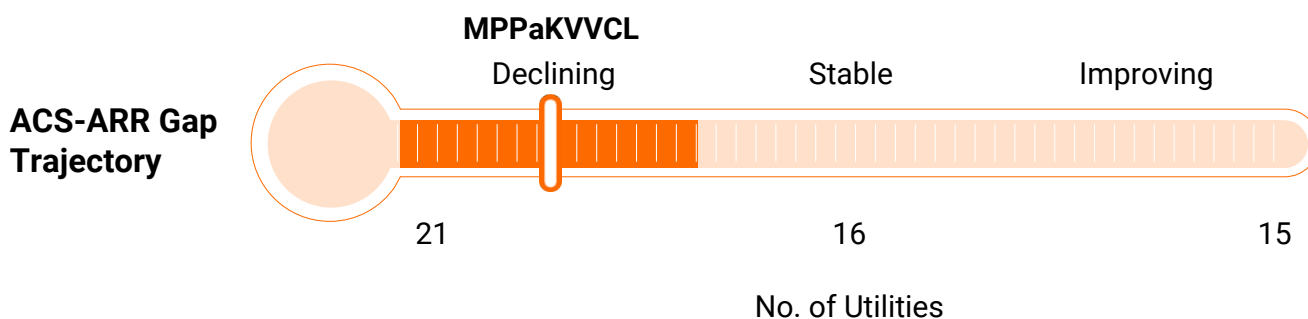 MPPaKVVCL
Declining
Stable
Improving
ACS-ARR Gap
Trajectory
21
16
15
No. of Utilities